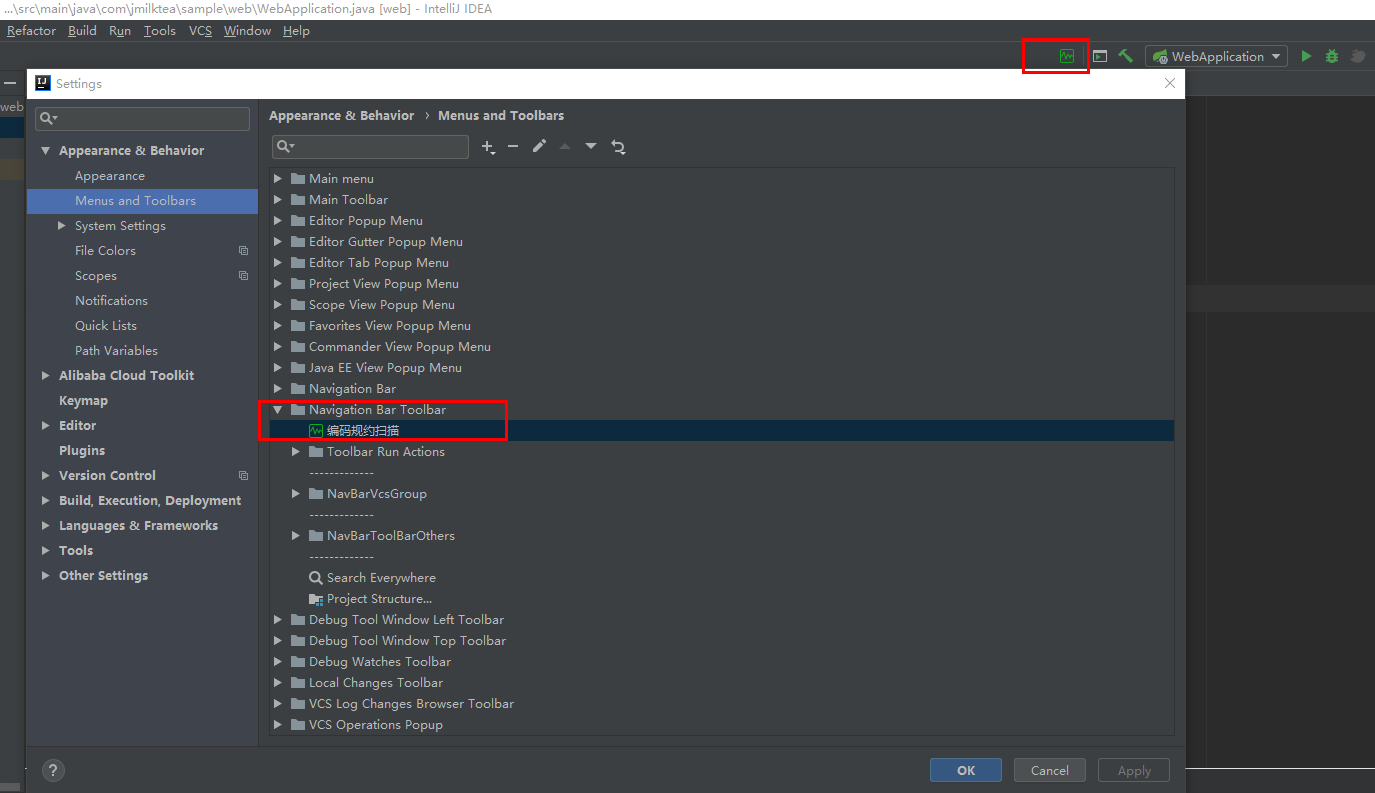 ...\src\main\java\com\jmilktea\sample\web\WebApplication.java [web] - IntelliJ IDEA
Refactor Build Run Tools VCS Window Help
WebApplication
web
IJ Settings
Appearance & Behavior
Appearance
Menus and Toolbars
System Settings
File Colors
Scopes
Notifications
Quick Lists
Path Variables
Alibaba Cloud Toolkit
Keymap
Editor
Plugins
Version Control
Build, Execution, Deployment
Languages & Frameworks
Tools
Other Settings
Appearance & Behavior › Menus and Toolbars
Main menu
Main Toolbar
Editor Popup Menu
Editor Gutter Popup Menu
Editor Tab Popup Menu
Project View Popup Menu
Scope View Popup Menu
Favorites View Popup Menu
Commander View Popup Menu
Java EE View Popup Menu
Navigation Bar
Navigation Bar Toolbar
编码规约扫描
Toolbar Run Actions
-------------
NavBarVcsGroup
-------------
NavBarToolBarOthers
-------------
Search Everywhere
Project Structure...
Debug Tool Window Left Toolbar
Debug Tool Window Top Toolbar
Debug Watches Toolbar
Local Changes Toolbar
VCS Log Changes Browser Toolbar
VCS Operations Popup
? OK Cancel Apply